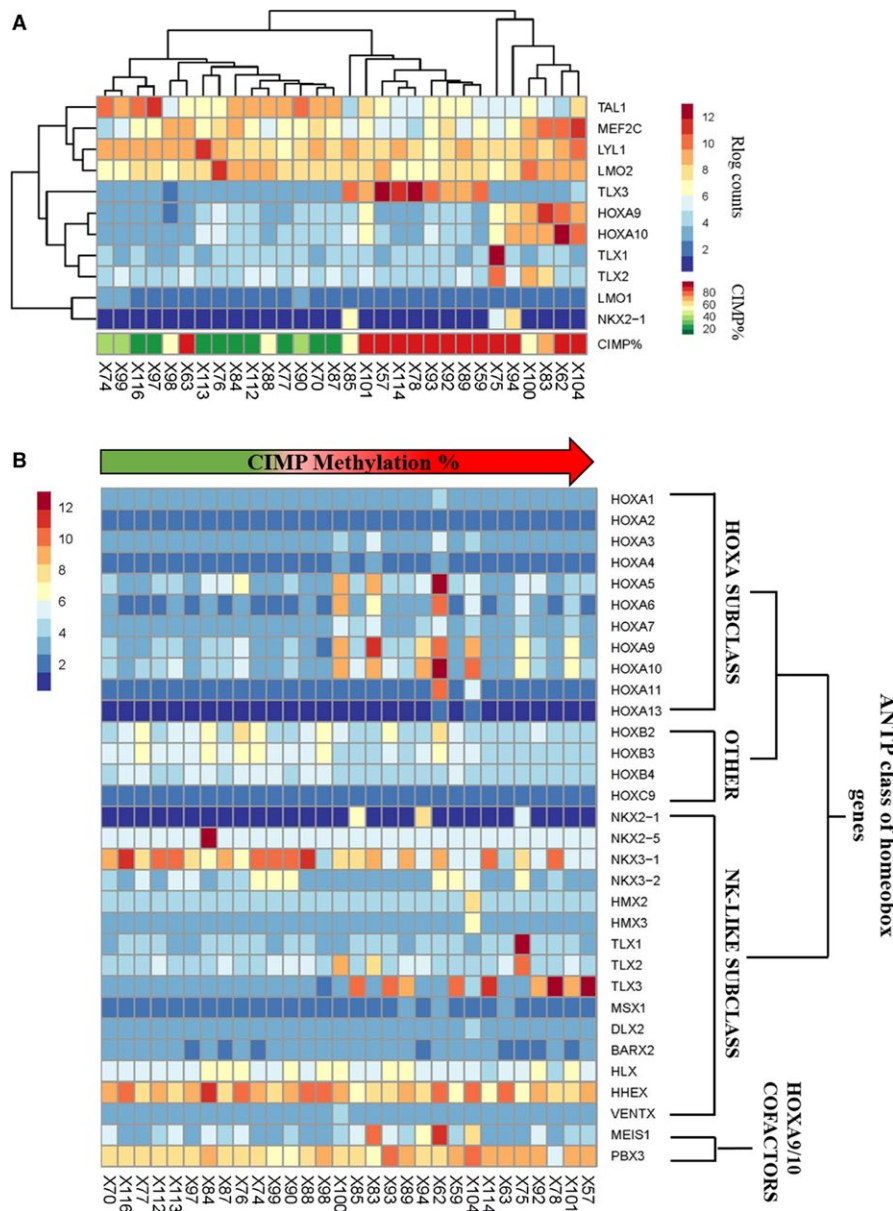 A
TAL1
MEF2C
LYL1
LMO2
TLX3
HOXA9
HOXA10
TLX1
TLX2
LMO1
NKX2-1
CIMP%
12
10
8
6
4
2
Rlog counts
80
60
40
20
CIMP%
X74
X99
X116
X97
X98
X63
X113
X76
X84
X112
X88
X77
X90
X70
X87
X85
X101
X57
X114
X78
X93
X92
X89
X59
X75
X94
X100
X83
X62
X104
B
CIMP Methylation %
12
10
8
6
4
2
HOXA1
HOXA2
HOXA3
HOXA4
HOXA5
HOXA6
HOXA7
HOXA9
HOXA10
HOXA11
HOXA13
HOXB2
HOXB3
HOXB4
HOXC9
NKX2-1
NKX2-5
NKX3-1
NKX3-2
HMX2
HMX3
TLX1
TLX2
TLX3
MSX1
DLX2
BARX2
HLX
HHEX
VENTX
MEIS1
PBX3
HOXA SUBCLASS
OTHER
NK-LIKE SUBCLASS
HOXA9/10
COFACTORS
ANTP class of homeobox
genes
X70
X116
X77
X112
X113
X97
X84
X87
X76
X74
X99
X90
X88
X98
X100
X85
X83
X93
X89
X94
X62
X59
X104
X114
X63
X75
X92
X78
X101
X57